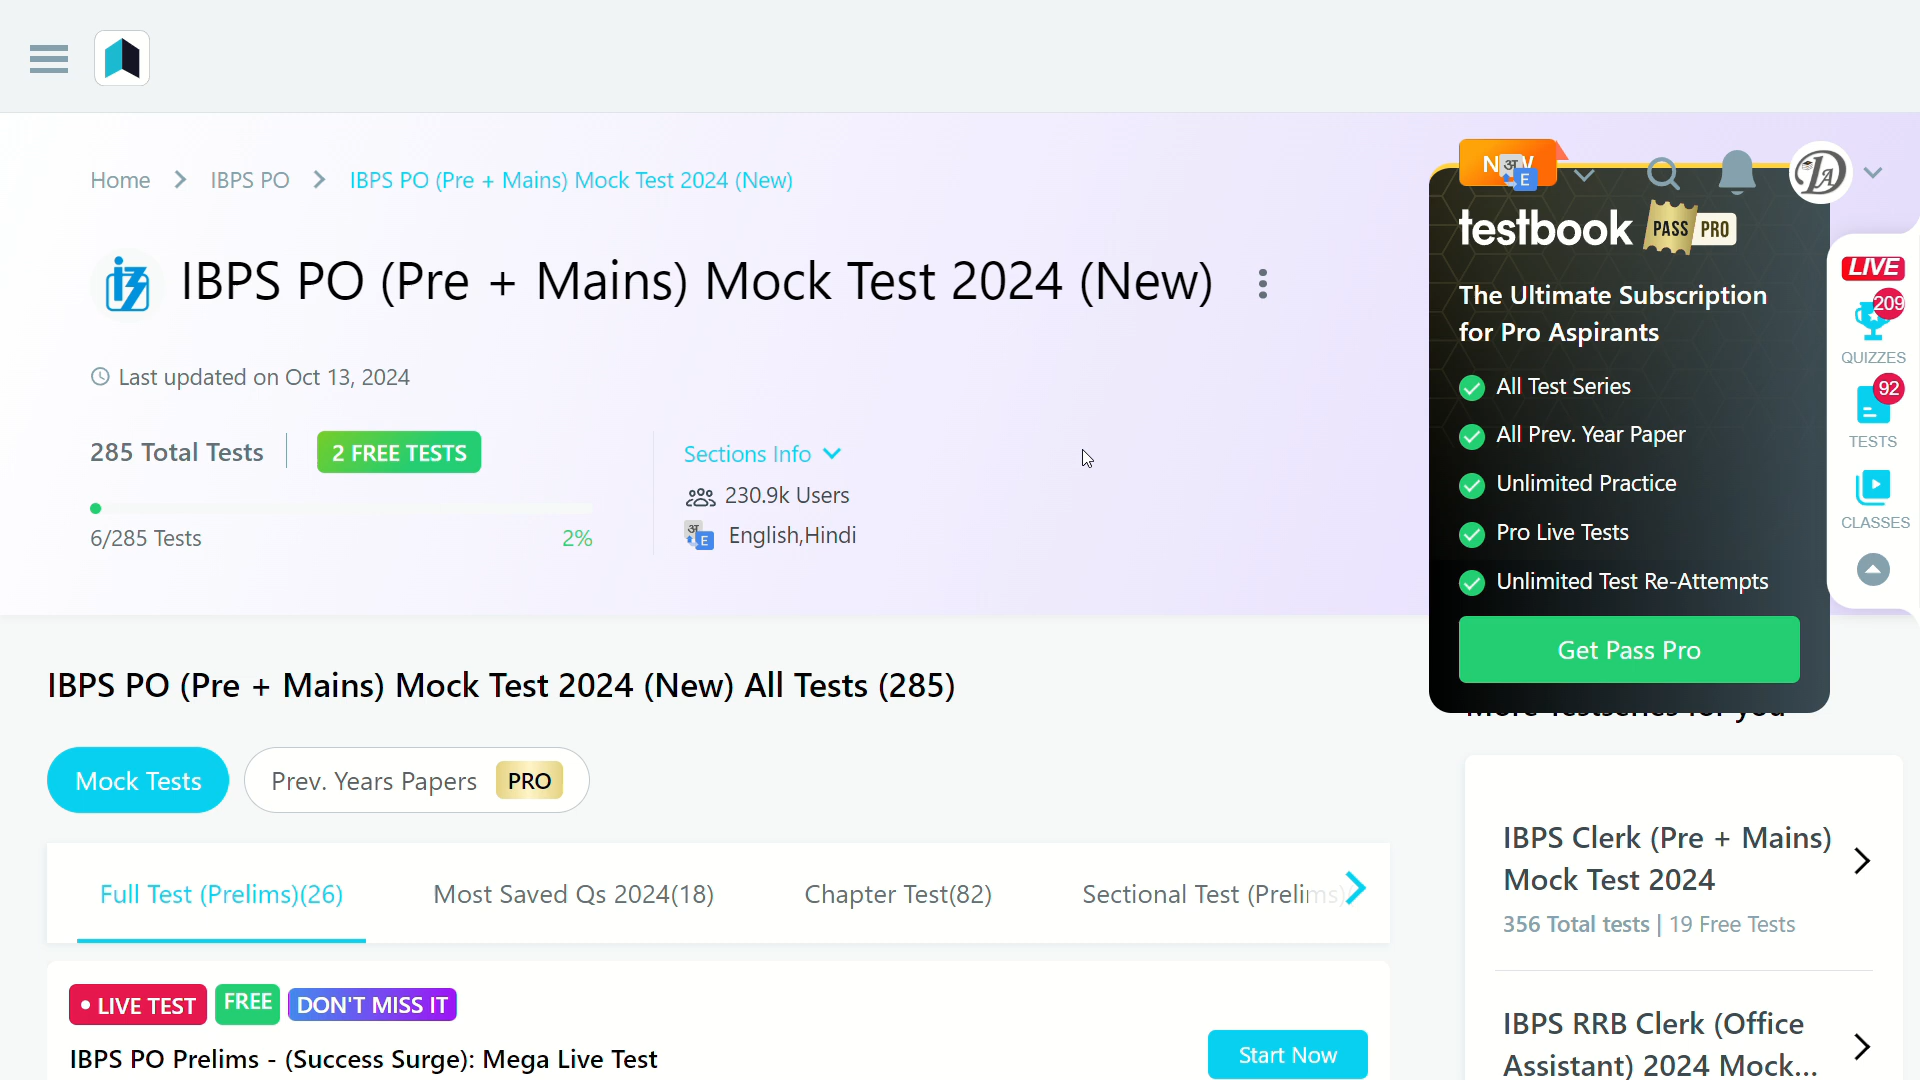 Home
IBPS PO
IBPS PO (Pre + Mains) Mock Test 2024 (New)
IBPS PO (Pre + Mains) Mock Test 2024 (New)
Last updated on Oct 13, 2024
285 Total Tests
2 FREE TESTS
6/285 Tests
2%
Sections Info
230.9k Users
अ
E
English,Hindi
अ
E
testbook
PASS
PRO
The Ultimate Subscription
for Pro Aspirants
All Test Series
All Prev. Year Paper
Unlimited Practice
Pro Live Tests
Unlimited Test Re-Attempts
Get Pass Pro
LIVE
209
QUIZZES
92
TESTS
CLASSES
IBPS PO (Pre + Mains) Mock Test 2024 (New) All Tests (285)
Mock Tests
Prev. Years Papers
PRO
Full Test (Prelims)(26)
Most Saved Qs 2024(18)
Chapter Test(82)
Sectional Test (Prelims)
• LIVE TEST
FREE
DON'T MISS IT
IBPS PO Prelims - (Success Surge): Mega Live Test
Start Now
IBPS Clerk (Pre + Mains)
Mock Test 2024
356 Total tests | 19 Free Tests
IBPS RRB Clerk (Office
Assistant) 2024 Mock...